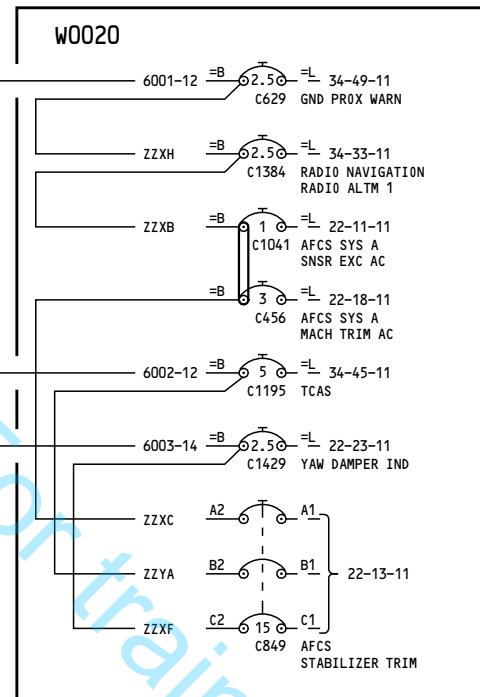 W0020
6001-12 =B 2.5 =L 34-49-11
C629 GND PROX WARN
ZZXH =B 2.5 =L 34-33-11
C1384 RADIO NAVIGATION
RADIO ALTM 1
ZZXB =B 1 =L 22-11-11
C1041 AFCS SYS A
SNSR EXC AC
=B 3 =L 22-18-11
C456 AFCS SYS A
MACH TRIM AC
6002-12 =B 5 =L 34-45-11
C1195 TCAS
6003-14 =B 2.5 =L 22-23-11
C1429 YAW DAMPER IND
ZZXC A2 A1
ZZYA B2 B1 22-13-11
ZZXF C2 15 C1
C849 AFCS
STABILIZER TRIM
or train